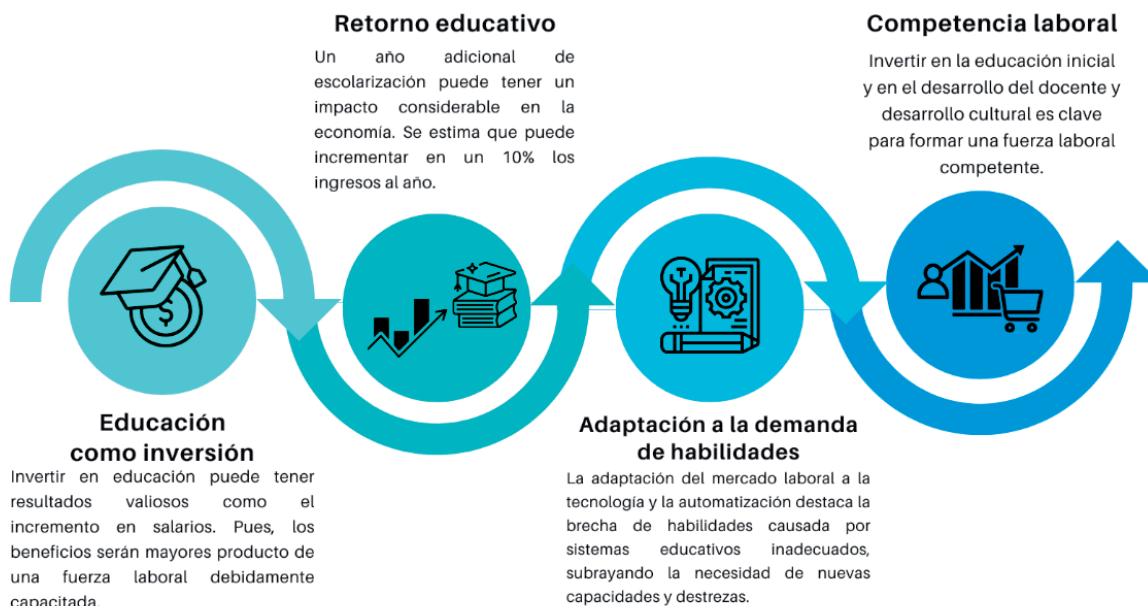 Retorno educativo
Un año adicional de
escolarización puede tener un
impacto considerable en la
economía. Se estima que puede
incrementar en un 10% los
ingresos al año.
Competencia laboral
Invertir en la educación inicial
y en el desarrollo del docente y
desarrollo cultural es clave
para formar una fuerza laboral
competente.
Educación
como inversión
Invertir en educación puede tener
resultados valiosos como el
incremento en salarios. Pues, los
beneficios serán mayores producto de
una fuerza laboral debidamente
capacitada.
Adaptación a la demanda
de habilidades
La adaptación del mercado laboral a la
tecnología y la automatización destaca la
brecha de habilidades causada por
sistemas educativos inadecuados,
subrayando la necesidad de nuevas
capacidades y destrezas.